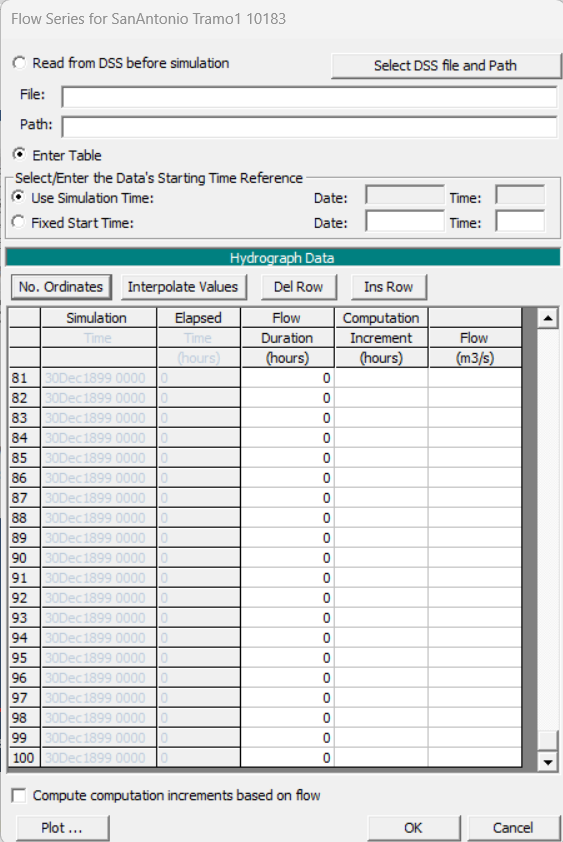 Flow Series for SanAntonio Tramo1 10183
Read from DSS before simulation Select DSS file and Path
File:
Path:
Enter Table
Select/Enter the Data's Starting Time Reference
Use Simulation Time: Date: Time:
Fixed Start Time: Date: Time:
Hydrograph Data
No. Ordinates Interpolate Values Del Row Ins Row
Simulation Elapsed Flow Computation
Time Time Duration Increment Flow
(hours) (hours) (hours) (m3/s)
81 30Dec1899 0000 0 0
82 30Dec1899 0000 0 0
83 30Dec1899 0000 0 0
84 30Dec1899 0000 0 0
85 30Dec1899 0000 0 0
86 30Dec1899 0000 0 0
87 30Dec1899 0000 0 0
88 30Dec1899 0000 0 0
89 30Dec1899 0000 0 0
90 30Dec1899 0000 0 0
91 30Dec1899 0000 0 0
92 30Dec1899 0000 0 0
93 30Dec1899 0000 0 0
94 30Dec1899 0000 0 0
95 30Dec1899 0000 0 0
96 30Dec1899 0000 0 0
97 30Dec1899 0000 0 0
98 30Dec1899 0000 0 0
99 30Dec1899 0000 0 0
100 30Dec1899 0000 0 0
Compute computation increments based on flow
Plot ... OK Cancel